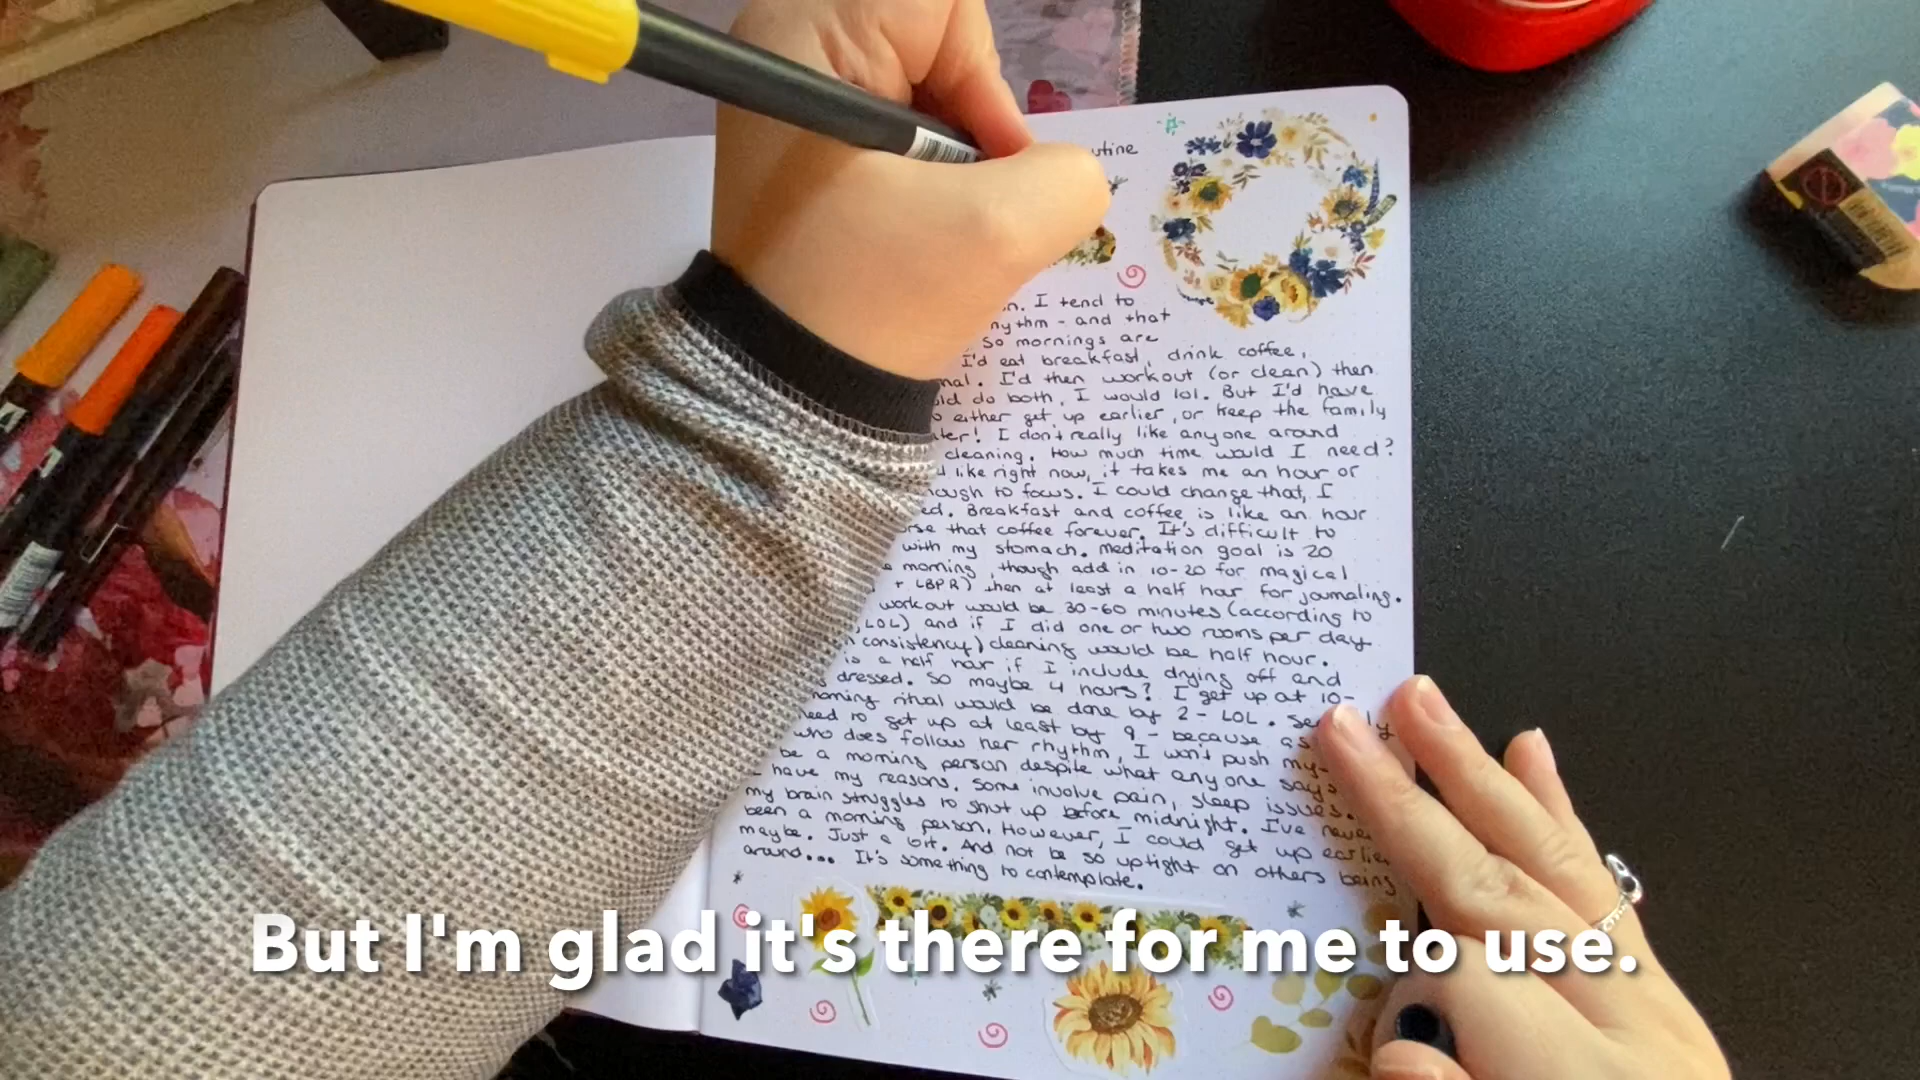 utine
I tend to
nythm - and that
So mornings are
I'd eat breakfast, drink coffee,
nal. I'd then workout (or clean) then
uld do both, I would lol. But I'd have
o either get up earlier, or keep the family
ater! I don't really like anyone around
cleaning. How much time would I need?
d like right now, it takes me an hour or
nough to focus. I could change that, I
ed. Breakfast and coffee is like an hour
rse that coffee forever. It's difficult to
with my stomach. Meditation goal is 20
e morning, though add in 10-20 for magical
+ LBPR) then at least a half hour for journaling.
workout would be 30-60 minutes (according to
, LOL) and if I did one or two rooms per day
n consistency) cleaning would be half hour.
is a half hour if I include drying off and
g dressed. So maybe 4 hours? I get up at 10-
morning ritual would be done by 2 - LOL. Se ly
need to get up at least by 9 - because as
who does follow her rhythm, I won't push my-
be a morning person despite what anyone says
I have my reasons. Some involve pain, sleep issues.
my brain struggles to shut up before midnight. I've never
been a morning person. However, I could get up earlier
maybe. Just a bit. And not be so uptight on others being
around... It's something to contemplate.
But I'm glad it's there for me to use.